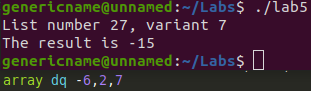 genericname@unnamed:~/Labs$ ./lab5
List number 27, variant 7
The result is -15
genericname@unnamed:~/Labs$
array dq -6,2,7